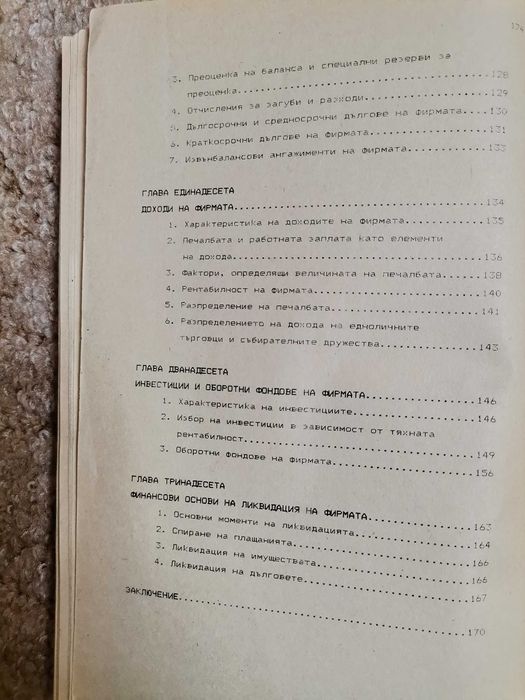 3. Преоценка на баланса и специални резерви за
преоценка..........................128
4. Отчисления за загуби и разходи..................129
5. Дългосрочни и средносрочни дългове на фирмата....130
6. Краткосрочни дългове на фирмата.................131
7. Извънбалансови ангажименти на фирмата...........133
ГЛАВА ЕДИНАДЕСЕТА
ДОХОДИ НА ФИРМАТА..................................134
1. Характеристика на доходите на фирмата...........135
2. Печалбата и работната заплата като елементи
на дохода.......................................136
3. Фактори, определящи величината на печалбата.....138
4. Рентабилност на фирмата.........................140
5. Разпределение на печалбата......................141
6. Разпределението на дохода на едноличните
търговци и събирателните дружества..............143
ГЛАВА ДВАНАДЕСЕТА
ИНВЕСТИЦИИ И ОБОРОТНИ ФОНДОВЕ НА ФИРМАТА...........146
1. Характеристика на инвестициите..................146
2. Избор на инвестиции в зависимост от тяхната
рентабилност....................................149
3. Оборотни фондове на фирмата.....................156
ГЛАВА ТРИНАДЕСЕТА
ФИНАНСОВИ ОСНОВИ НА ЛИКВИДАЦИЯ НА ФИРМАТА..........163
1. Основни моменти на ликвидацията.................164
2. Спиране на плащанията...........................166
3. Ликвидация на имуществата.......................166
4. Ликвидация на дълговете.........................167
ЗАКЛЮЧЕНИЕ.........................................170